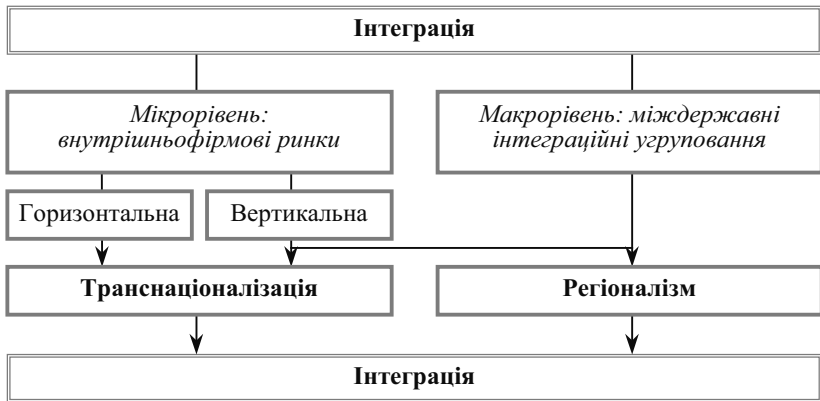 Інтеграція
Мікрорівень:
внутрішньофірмові ринки
Макрорівень: міждержавні
інтеграційні угруповання
Горизонтальна
Вертикальна
Транснаціоналізація
Регіоналізм
Інтеграція